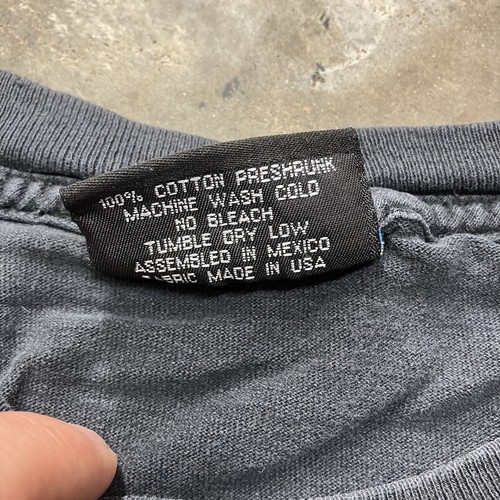 100% COTTON PRESHRUNK
MACHINE WASH COLD
NO BLEACH
TUMBLE DRY LOW
ASSEMBLED IN MEXICO
FABRIC MADE IN USA